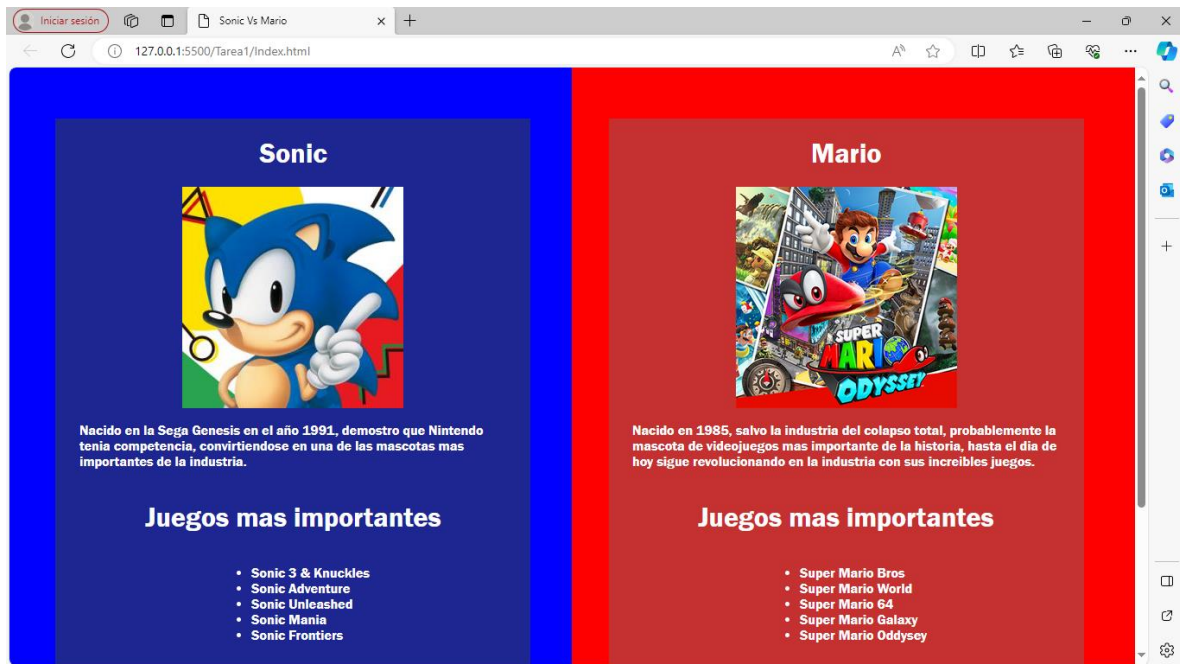 Iniciar sesión
Sonic Vs Mario
127.0.0.1:5500/Tarea1/Index.html
Sonic
Nacido en la Sega Genesis en el año 1991, demostro que Nintendo
tenia competencia, convirtiendose en una de las mascotas mas
importantes de la industria.
Juegos mas importantes
• Sonic 3 & Knuckles
• Sonic Adventure
• Sonic Unleashed
• Sonic Mania
• Sonic Frontiers
Mario
SUPER
MARIO
ODYSSEY
Nacido en 1985, salvo la industria del colapso total, probablemente la
mascota de videojuegos mas importante de la historia, hasta el dia de
hoy sigue revolucionando en la industria con sus increibles juegos.
Juegos mas importantes
• Super Mario Bros
• Super Mario World
• Super Mario 64
• Super Mario Galaxy
• Super Mario Oddysey